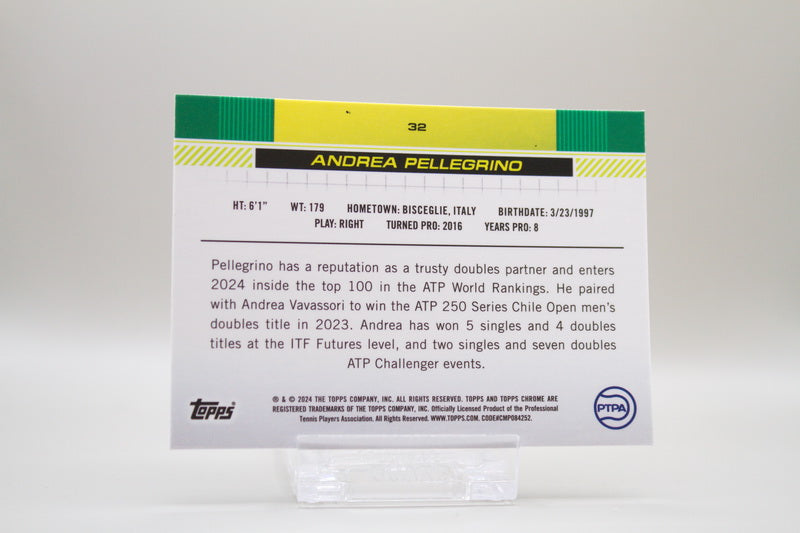 32
ANDREA PELLEGRINO
HT: 6'1" WT: 179 HOMETOWN: BISCEGLIE, ITALY BIRTHDATE: 3/23/1997
PLAY: RIGHT TURNED PRO: 2016 YEARS PRO: 8
Pellegrino has a reputation as a trusty doubles partner and enters
2024 inside the top 100 in the ATP World Rankings. He paired
with Andrea Vavassori to win the ATP 250 Series Chile Open men's
doubles title in 2023. Andrea has won 5 singles and 4 doubles
titles at the ITF Futures level, and two singles and seven doubles
ATP Challenger events.
Topps®
® & © 2024 THE TOPPS COMPANY, INC. ALL RIGHTS RESERVED. TOPPS AND TOPPS CHROME ARE
REGISTERED TRADEMARKS OF THE TOPPS COMPANY, INC. Officially Licensed Product of the Professional
Tennis Players Association. All Rights Reserved. WWW.TOPPS.COM. CODE#CMP084252.
PTPA